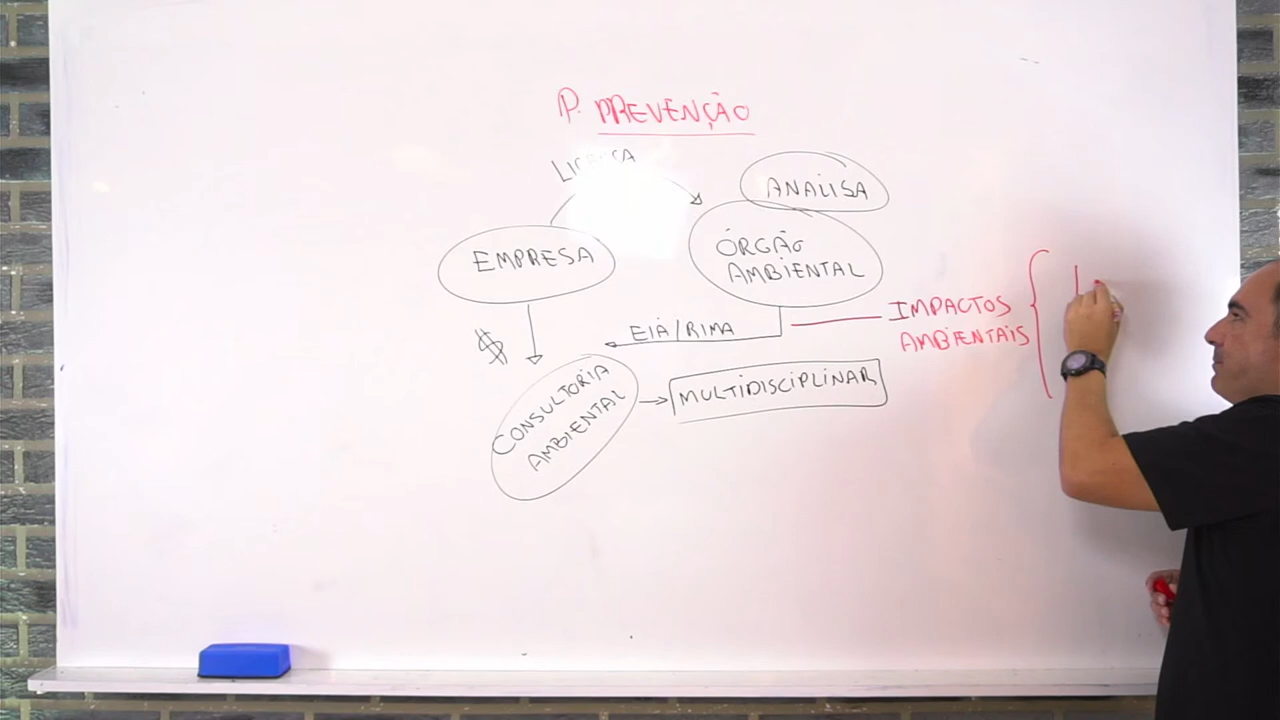 P. PREVENÇÃO
ANALISA
EMPRESA
ÓRGÃO
AMBIENTAL
$
EIA/RIMA
IMPACTOS
AMBIENTAIS
CONSULTORIA
AMBIENTAL
MULTIDISCIPLINAR